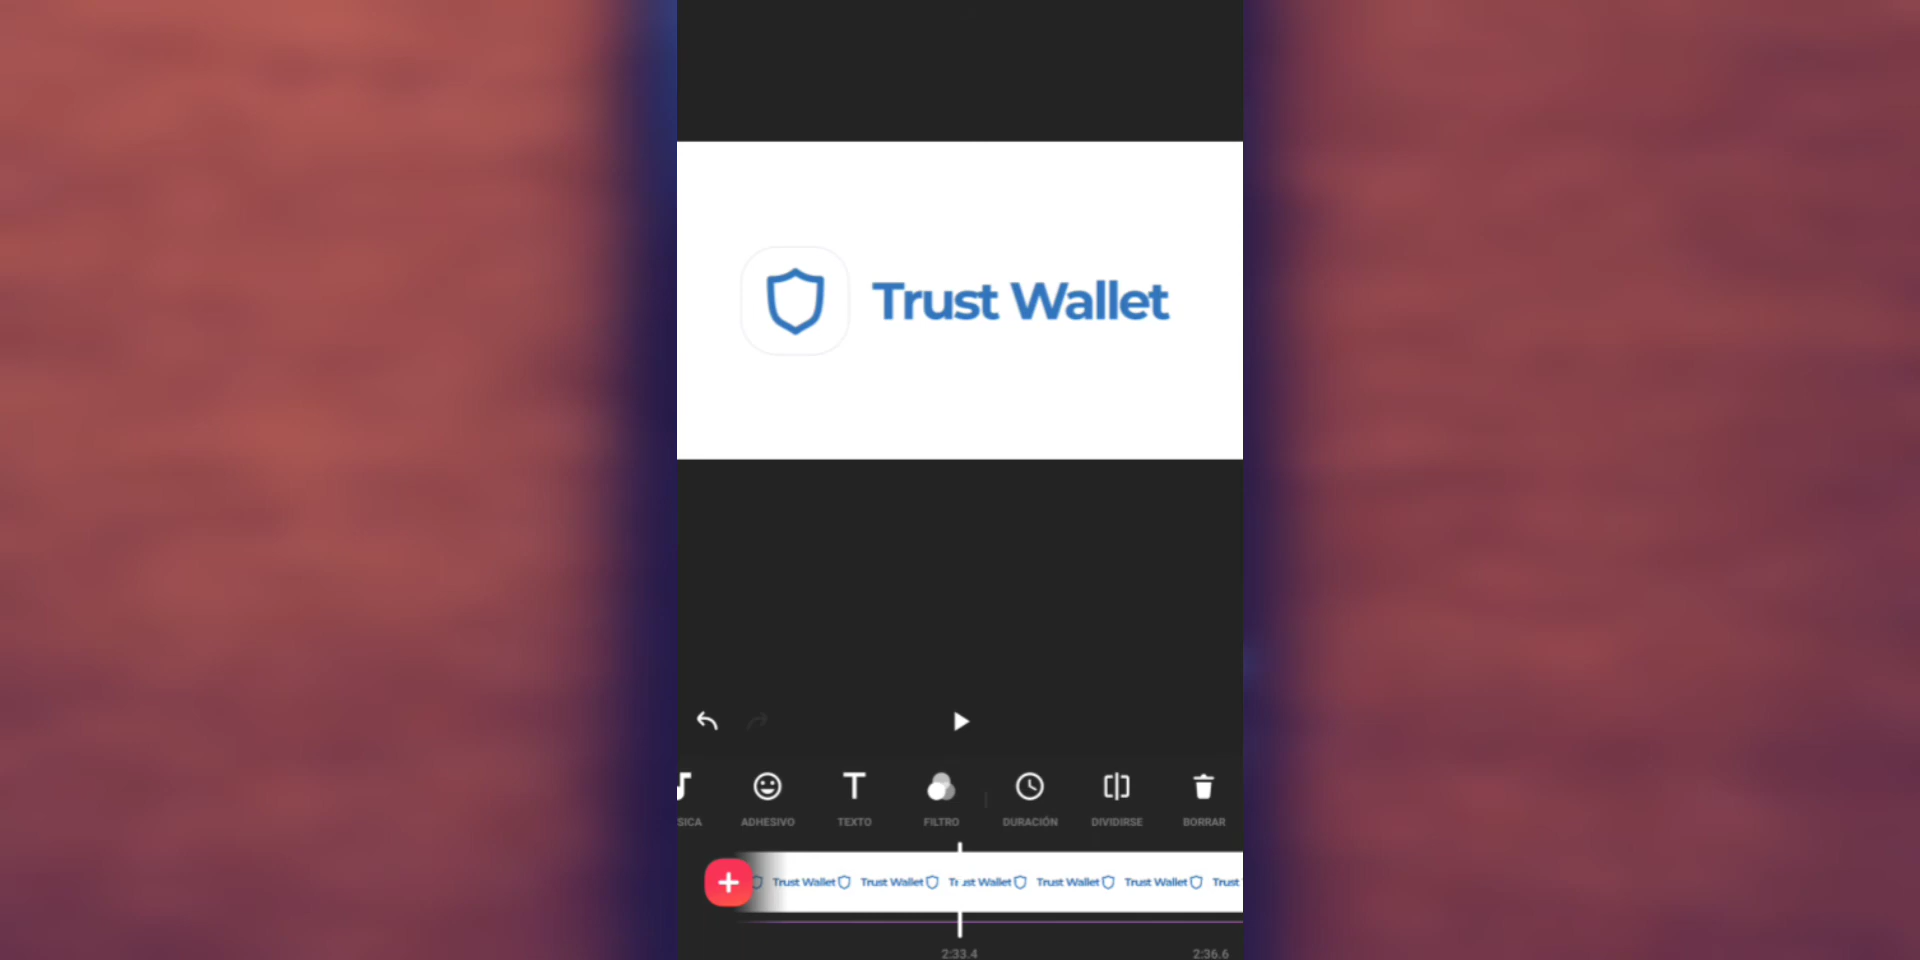 Trust Wallet
SICA ADHESIVO TEXTO FILTRO DURACIÓN DIVIDIRSE BORRAR
Trust Wallet Trust Wallet Trust Wallet Trust Wallet Trust Wallet Trust
2:33.4 2:36.6